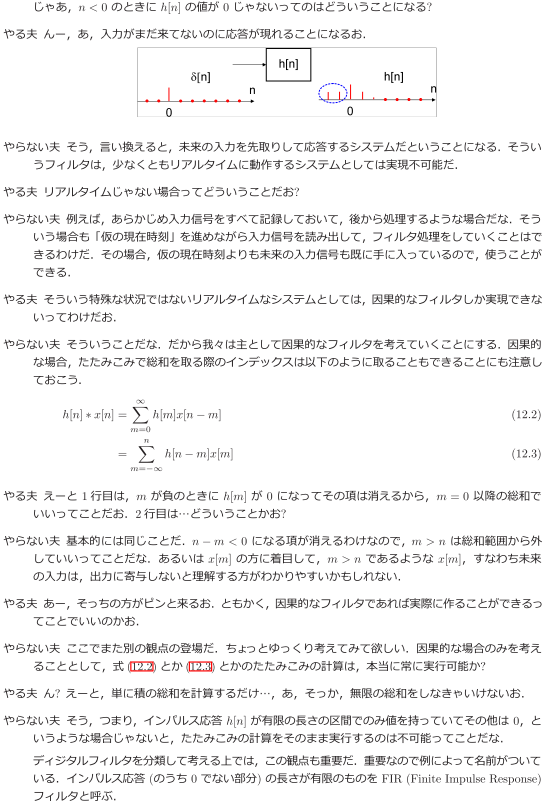 じゃあ，n < 0 のときに h[n] の値が 0 じゃないってのはどういうことになる?
やる夫 んー，あ，入力がまだ来てないのに応答が現れることになるお．
h[n]
δ[n]
h[n]
n
n
0
0
やらない夫 そう，言い換えると，未来の入力を先取りして応答するシステムだということになる．そうい
うフィルタは，少なくともリアルタイムに動作するシステムとしては実現不可能だ．
やる夫 リアルタイムじゃない場合ってどういうことだお?
やらない夫 例えば，あらかじめ入力信号をすべて記録しておいて，後から処理するような場合だな．そう
いう場合も「仮の現在時刻」を進めながら入力信号を読み出して，フィルタ処理をしていくことはで
きるわけだ．その場合，仮の現在時刻よりも未来の入力信号も既に手に入っているので，使うことが
できる．
やる夫 そういう特殊な状況ではないリアルタイムなシステムとしては，因果的なフィルタしか実現できな
いってわけだお．
やらない夫 そういうことだな．だから我々は主として因果的なフィルタを考えていくことにする．因果的
な場合，たたみこみで総和を取る際のインデックスは以下のように取ることもできることにも注意し
ておこう．
h[n] ∗ x[n] = ∑_{m=0}^{∞} h[m]x[n − m] (12.2)
= ∑_{m=−∞}^{n} h[n − m]x[m] (12.3)
やる夫 えーと 1 行目は，m が負のときに h[m] が 0 になってその項は消えるから，m = 0 以降の総和で
いいってことだお．2 行目は…どういうことかお?
やらない夫 基本的には同じことだ．n − m < 0 になる項が消えるわけなので，m > n は総和範囲から外
していいってことだな．あるいは x[m] の方に着目して，m > n であるような x[m]，すなわち未来
の入力は，出力に寄与しないと理解する方がわかりやすいかもしれない．
やる夫 あー，そっちの方がピンと来るお．ともかく，因果的なフィルタであれば実際に作ることができるっ
てことでいいのかお．
やらない夫 ここでまた別の観点の登場だ．ちょっとゆっくり考えてみて欲しい．因果的な場合のみを考え
ることとして，式 (12.2) とか (12.3) とかのたたみこみの計算は，本当に常に実行可能か?
やる夫 ん? えーと，単に積の総和を計算するだけ…，あ，そっか，無限の総和をしなきゃいけないお．
やらない夫 そう，つまり，インパルス応答 h[n] が有限の長さの区間でのみ値を持っていてその他は 0，と
いうような場合じゃないと，たたみこみの計算をそのまま実行するのは不可能ってことだな．
ディジタルフィルタを分類して考える上では，この観点も重要だ．重要なので例によって名前がついて
いる．インパルス応答 (のうち 0 でない部分) の長さが有限のものを FIR (Finite Impulse Response)
フィルタと呼ぶ．